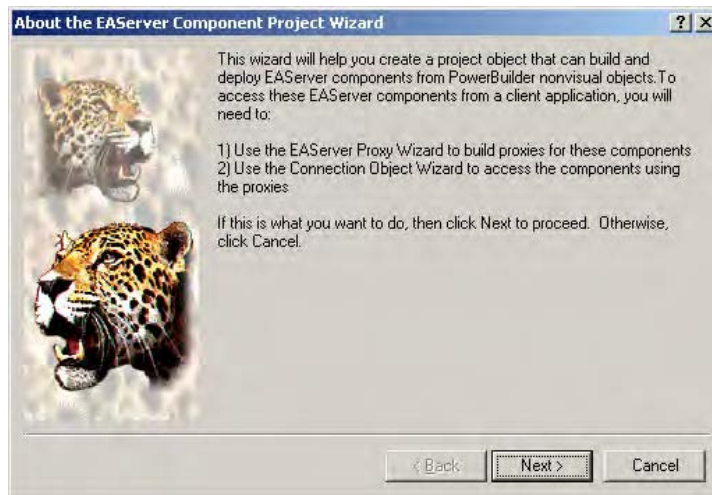 About the EAServer Component Project Wizard
This wizard will help you create a project object that can build and
deploy EAServer components from PowerBuilder nonvisual objects.To
access these EAServer components from a client application, you will
need to:
1) Use the EAServer Proxy Wizard to build proxies for these components
2) Use the Connection Object Wizard to access the components using
the proxies
If this is what you want to do, then click Next to proceed.  Otherwise,
click Cancel.
< Back
Next >
Cancel